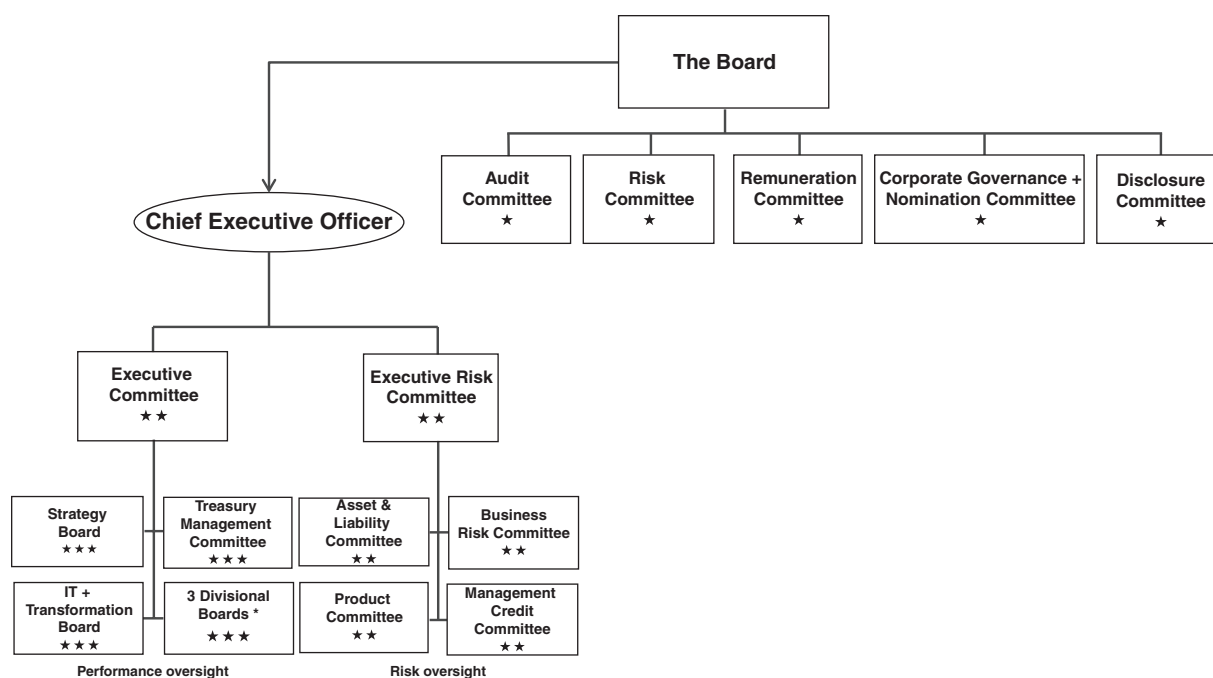 The Board
Audit
Committee
★
Risk
Committee
★
Remuneration
Committee
★
Corporate Governance +
Nomination Committee
★
Disclosure
Committee
★
Chief Executive Officer
Executive
Committee
★★
Executive Risk
Committee
★★
Strategy
Board
★★★
Treasury
Management
Committee
★★★
Asset &
Liability
Committee
★★
Business
Risk Committee
★★
IT +
Transformation
Board
★★★
3 Divisional
Boards *
★★★
Product
Committee
★★
Management
Credit
Committee
★★
Performance oversight
Risk oversight